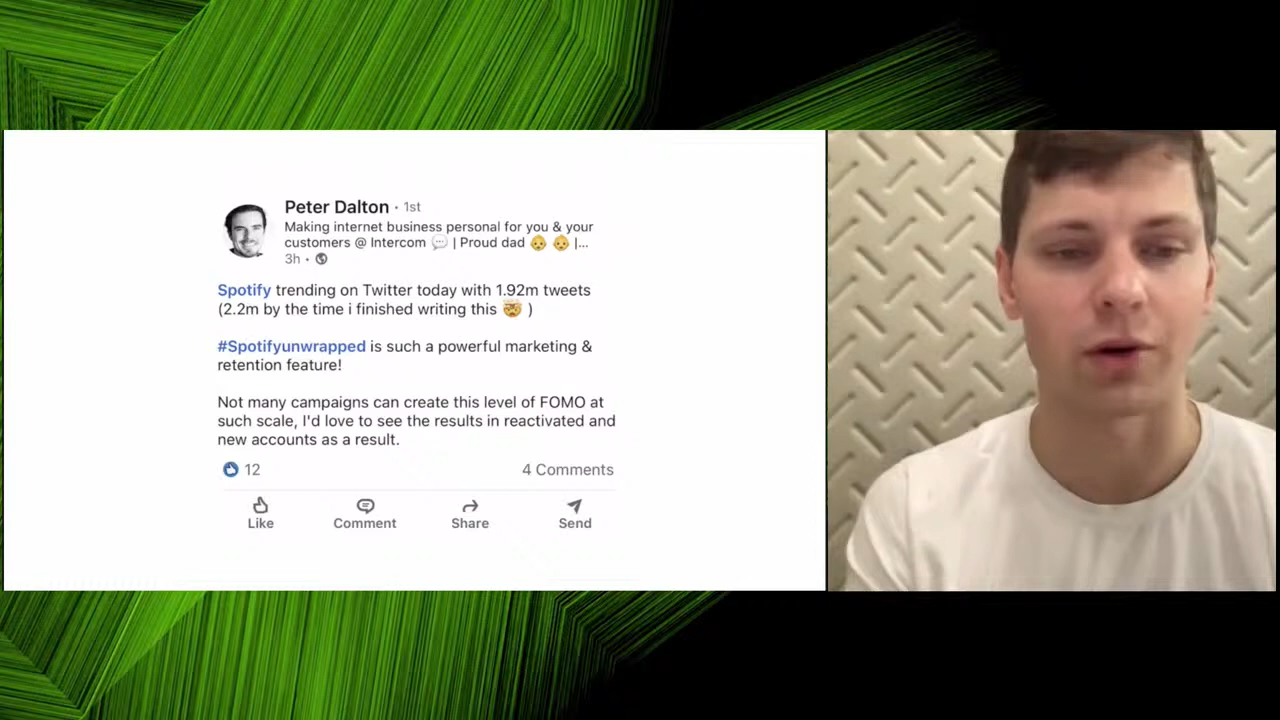 Peter Dalton · 1st
Making internet business personal for you & your
customers @ Intercom 💬 | Proud dad 👶 👶 |...
3h ·
Spotify trending on Twitter today with 1.92m tweets
(2.2m by the time i finished writing this 🤯 )
#Spotifyunwrapped is such a powerful marketing &
retention feature!
Not many campaigns can create this level of FOMO at
such scale, I'd love to see the results in reactivated and
new accounts as a result.
12 4 Comments
Like Comment Share Send